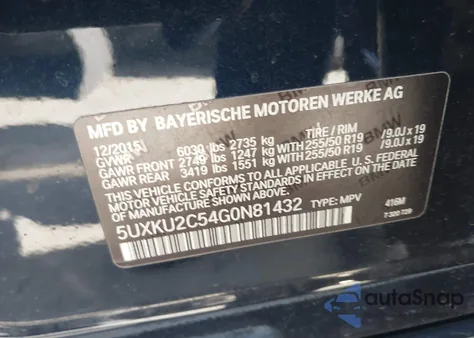 MFD BY BAYERISCHE MOTOREN WERKE AG
12/2015
GVWR 6030 lbs 2735 kg TIRE / RIM
GAWR FRONT 2749 lbs 1247 kg WITH 255/50 R19 /9.0J x 19
GAWR REAR 3419 lbs 1551 kg WITH 255/50 R19 /9.0J x 19
THIS VEHICLE CONFORMS TO ALL APPLICABLE U.S. FEDERAL
MOTOR VEHICLE SAFETY STANDARDS IN EFFECT ON THE
DATE OF MANUFACTURE SHOWN ABOVE.
5UXKU2C54G0N81432 TYPE: MPV 416M
7 320 729
autoSnap